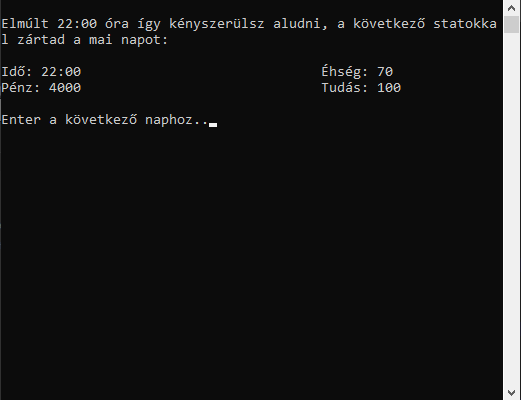 Elmúlt 22:00 óra így kényszerülsz aludni, a következő statokka
l zártad a mai napot:
Idő: 22:00 Éhség: 70
Pénz: 4000 Tudás: 100
Enter a következő naphoz..